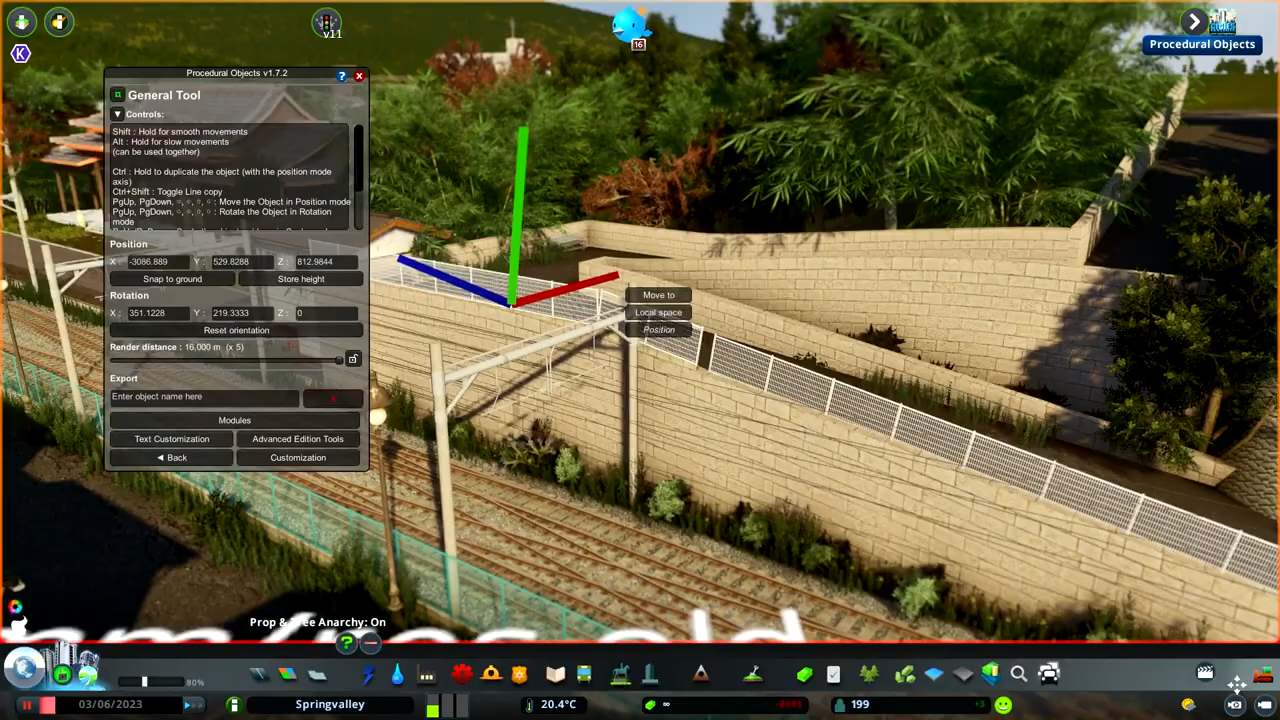 v11
16
Procedural Objects
K
Procedural Objects v1.7.2
?
x
General Tool
▼ Controls:
Shift : Hold for smooth movements
Alt : Hold for slow movements
(can be used together)
Ctrl : Hold to duplicate the object (with the position mode
axis)
Ctrl+Shift : Toggle Line copy
PgUp, PgDown, ○, ○, ○, ○ : Move the Object in Position mode
PgUp, PgDown, ○, ○, ○, ○ : Rotate the Object in Rotation
mode
Position
X : -3086.889 Y : 529.8288 Z : 812.9844
Snap to ground Store height
Rotation
X : 351.1228 Y : 219.3333 Z : 0
Reset orientation
Render distance : 16,000 m (x 5)
Export
Enter object name here x
Modules
Text Customization Advanced Edition Tools
◄ Back Customization
Move to
Local space
Position
Prop & Tree Anarchy: On
?
80%
03/06/2023
Springvalley
20.4°C
∞
199
+3